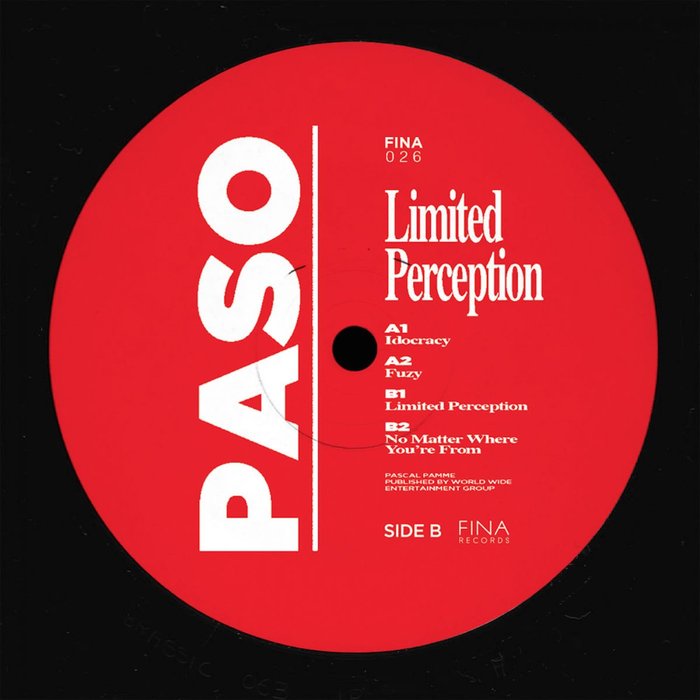 PASO
FINA
026
Limited
Perception
A1
Idocracy
A2
Fuzy
B1
Limited Perception
B2
No Matter Where
You're From
PASCAL PAMME
PUBLISHED BY WORLD WIDE
ENTERTAINMENT GROUP
SIDE B
FINA
RECORDS